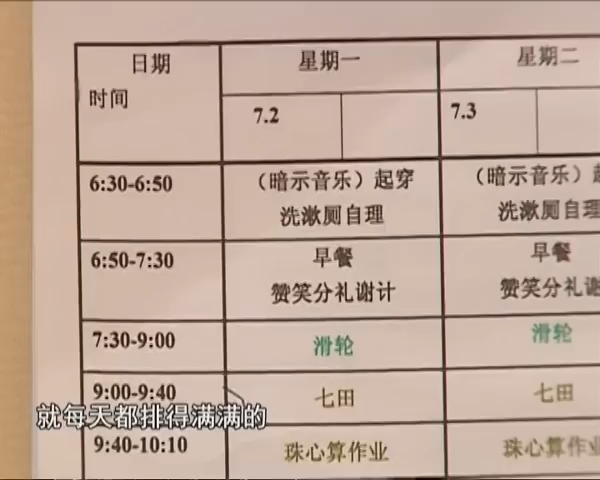 日期 星期一 星期二
时间 7.2 7.3
6:30-6:50 （暗示音乐）起穿 （暗示音乐）
洗漱厕自理 洗漱厕自理
6:50-7:30 早餐 早餐
赞笑分礼谢计 赞笑分礼谢
7:30-9:00 滑轮 滑轮
9:00-9:40 七田 七田
就每天都排得满满的
9:40-10:10 珠心算作业 珠心算作业